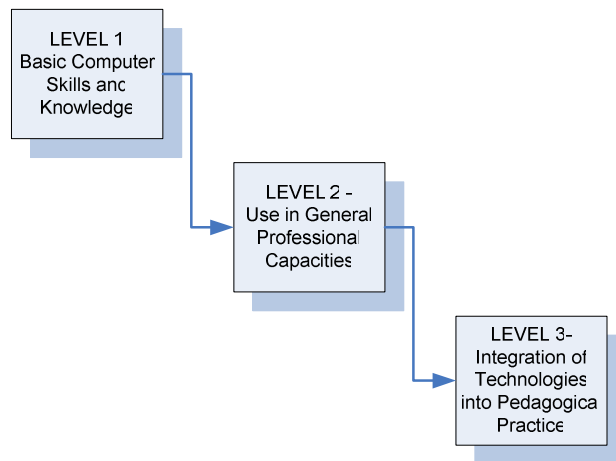 LEVEL 1
Basic Computer
Skills and
Knowledge
LEVEL 2 -
Use in General
Professional
Capacities
LEVEL 3-
Integration of
Technologies
into Pedagogica
Practice